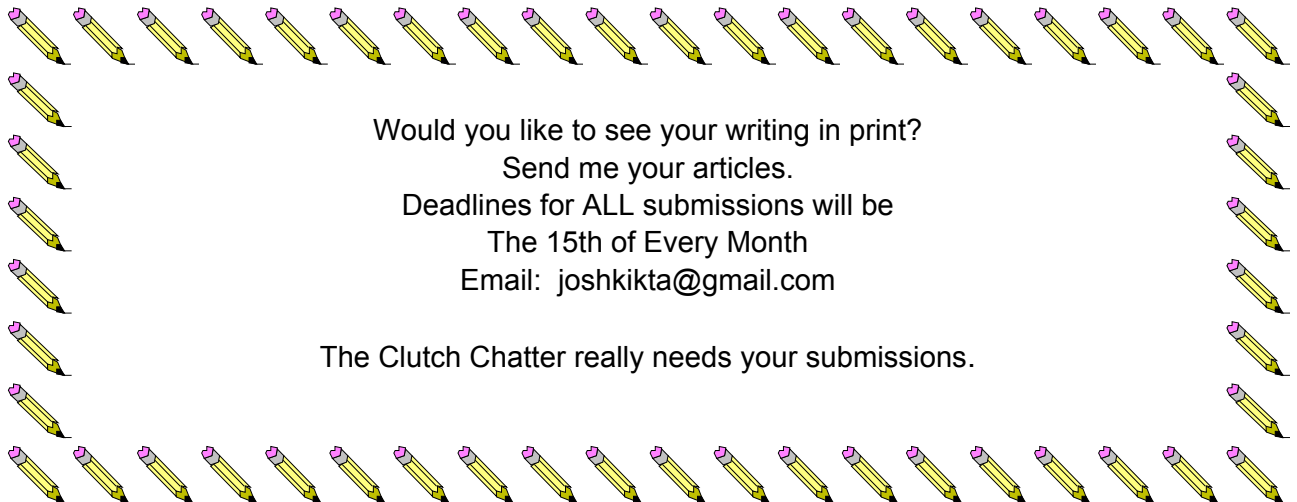 Would you like to see your writing in print?
Send me your articles.
Deadlines for ALL submissions will be
The 15th of Every Month
Email:  joshkikta@gmail.com
The Clutch Chatter really needs your submissions.